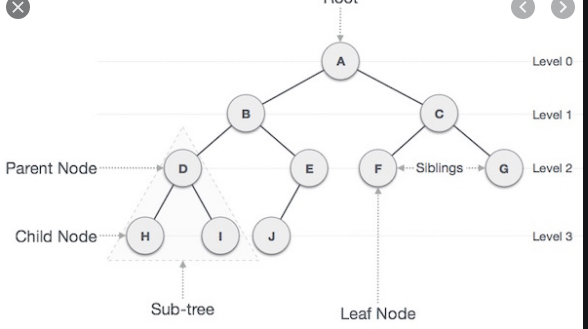 Root
A
Level 0
B
C
Level 1
Parent Node
D
E
F
Siblings
G
Level 2
Child Node
H
I
J
Level 3
Sub-tree
Leaf Node